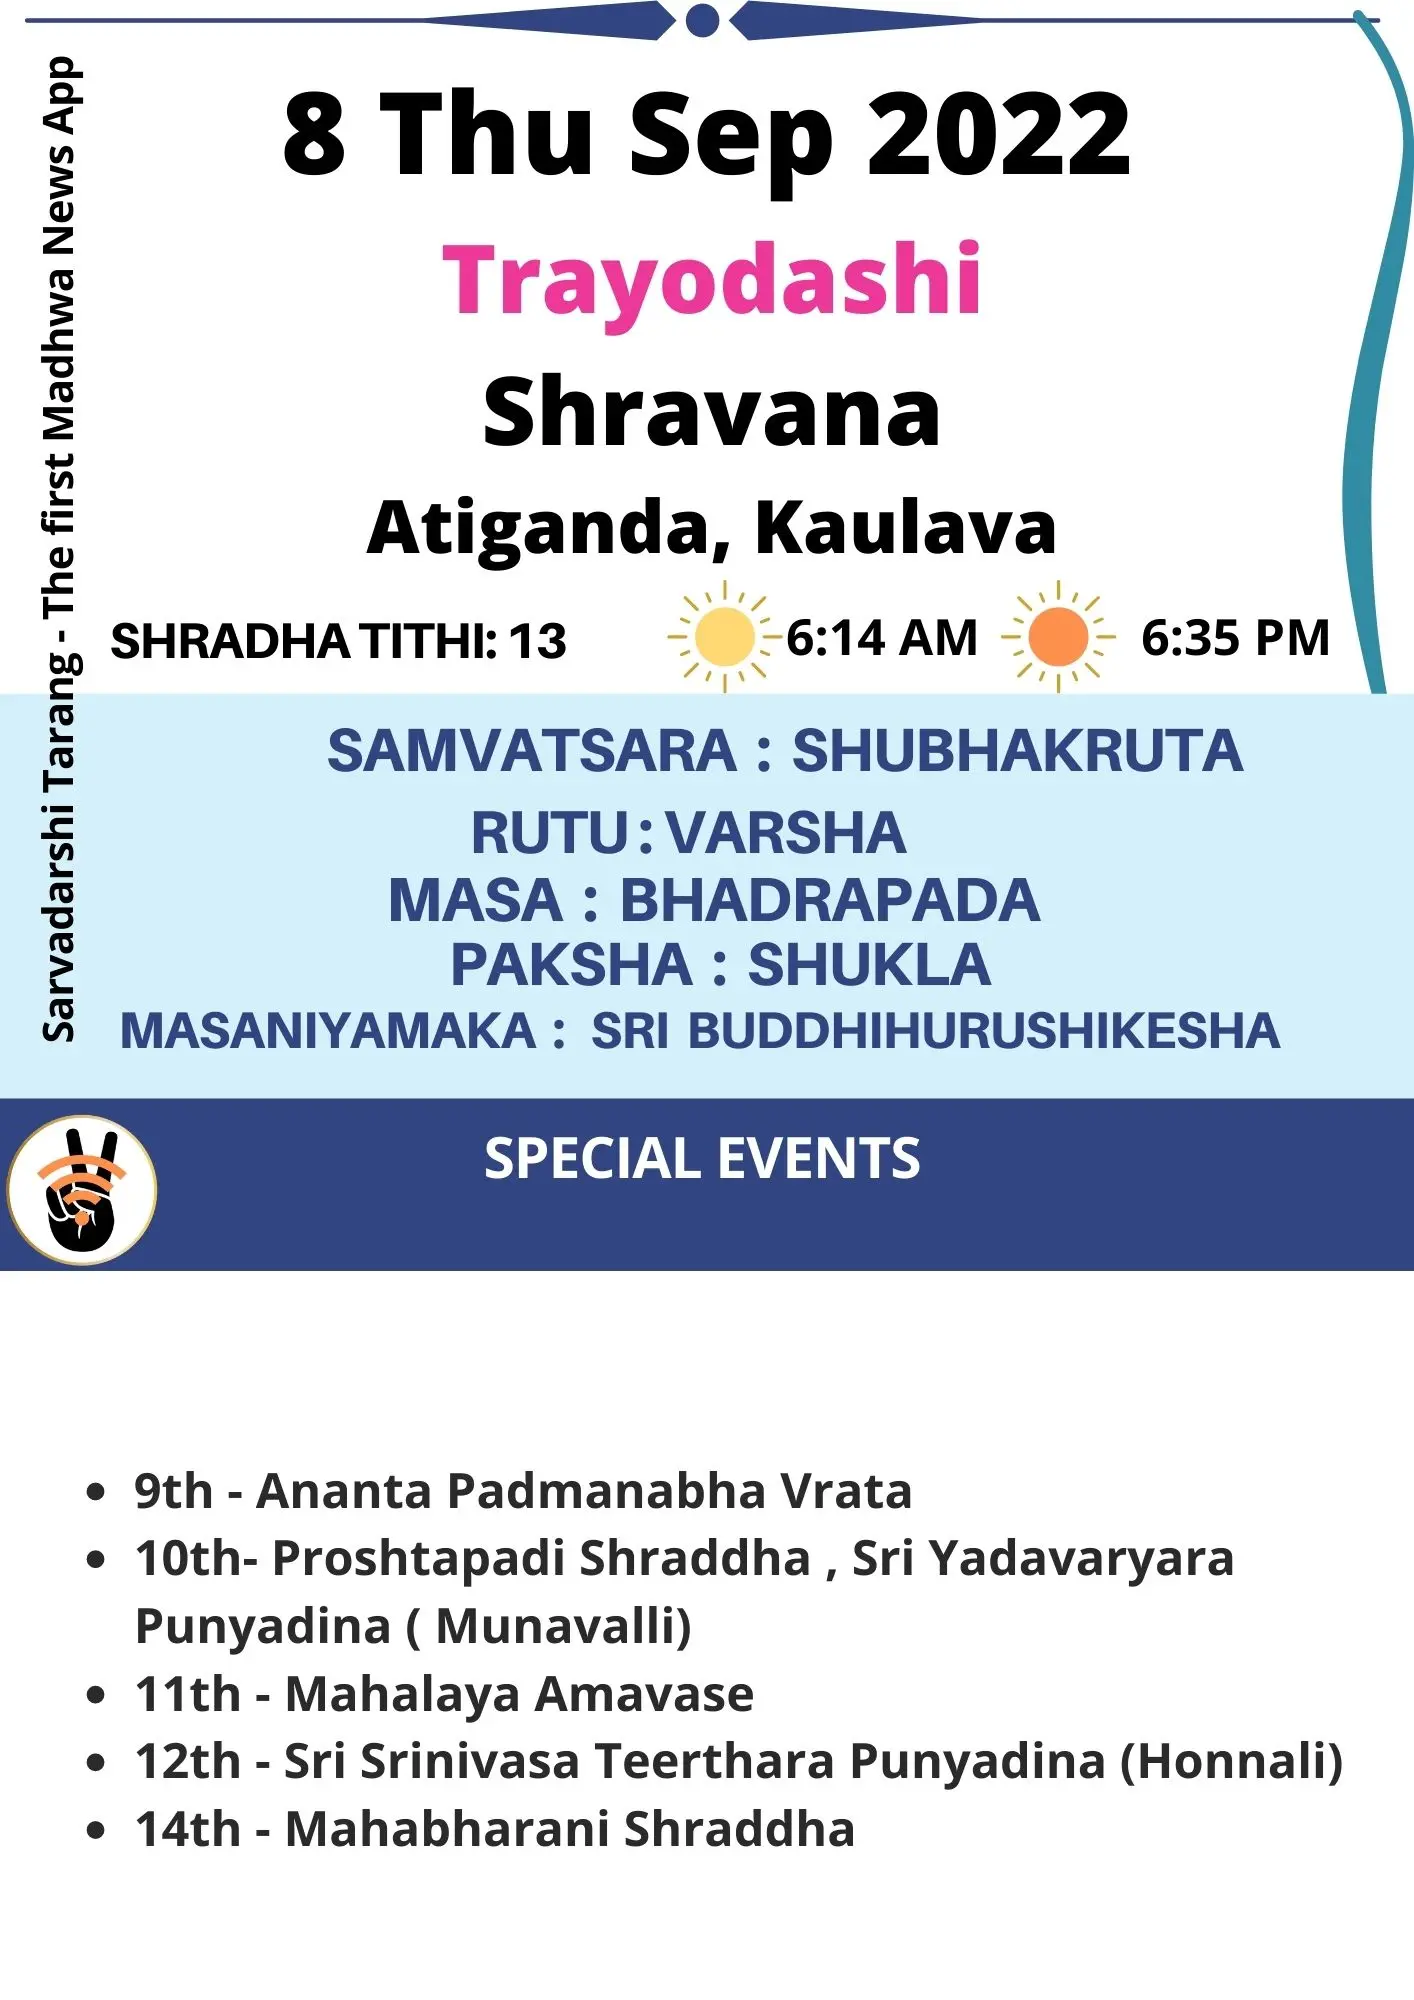 8 Thu Sep 2022
Trayodashi
Shravana
Atiganda, Kaulava
SHRADHA TITHI: 13
6:14 AM
6:35 PM
Sarvadarshi Tarang - The first Madhwa News App
SAMVATSARA : SHUBHAKRUTA
RUTU : VARSHA
MASA : BHADRAPADA
PAKSHA : SHUKLA
MASANIYAMAKA : SRI BUDDHIHURUSHIKESHA
SPECIAL EVENTS
• 9th - Ananta Padmanabha Vrata
• 10th- Proshtapadi Shraddha , Sri Yadavaryara
Punyadina ( Munavalli)
• 11th - Mahalaya Amavase
• 12th - Sri Srinivasa Teerthara Punyadina (Honnali)
• 14th - Mahabharani Shraddha